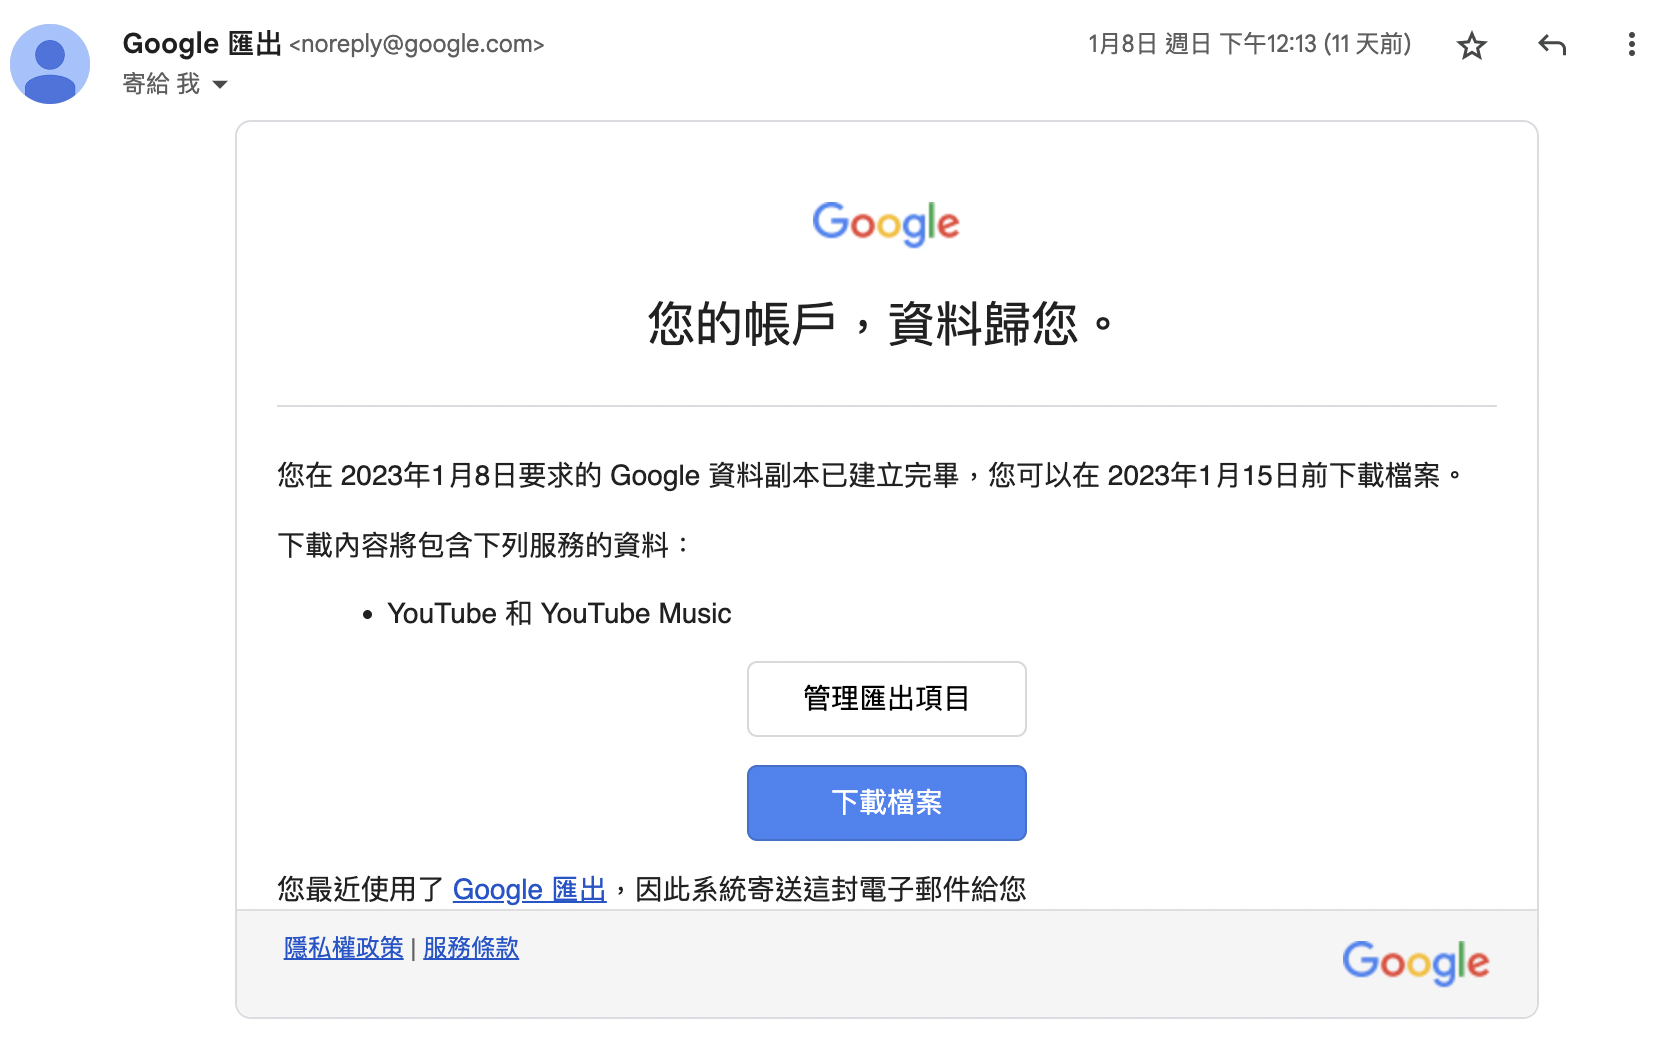 Google 匯出 <noreply@google.com>
1月8日 週日 下午12:13 (11 天前)
寄給 我
Google
您的帳戶，資料歸您。
您在 2023年1月8日要求的 Google 資料副本已建立完畢，您可以在 2023年1月15日前下載檔案。
下載內容將包含下列服務的資料：
• YouTube 和 YouTube Music
管理匯出項目
下載檔案
您最近使用了 Google 匯出，因此系統寄送這封電子郵件給您
隱私權政策 | 服務條款
Google